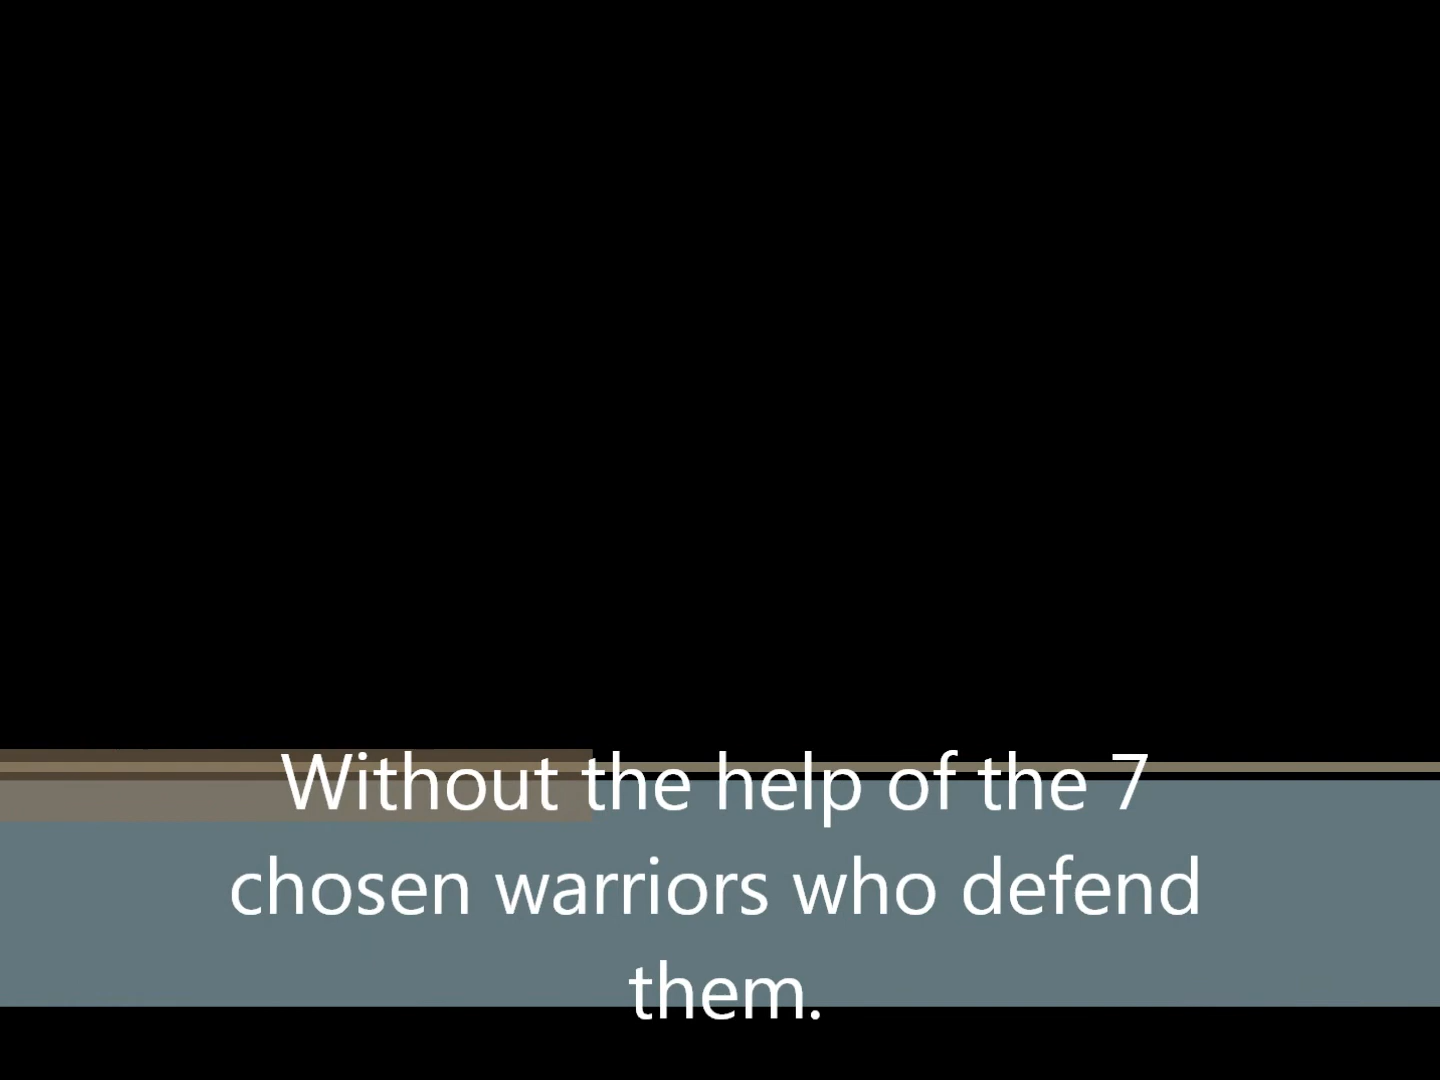 Without the help of the 7
chosen warriors who defend
them.